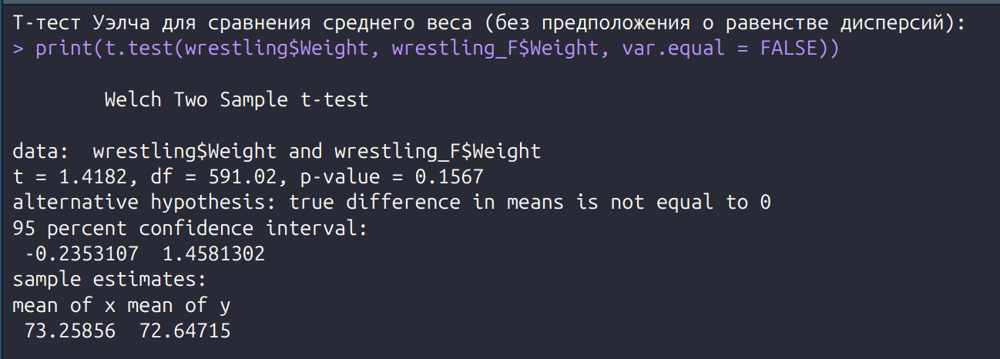 Т-тест Уэлча для сравнения среднего веса (без предположения о равенстве дисперсий):
> print(t.test(wrestling$Weight, wrestling_F$Weight, var.equal = FALSE))
Welch Two Sample t-test
data:  wrestling$Weight and wrestling_F$Weight
t = 1.4182, df = 591.02, p-value = 0.1567
alternative hypothesis: true difference in means is not equal to 0
95 percent confidence interval:
-0.2353107  1.4581302
sample estimates:
mean of x mean of y
73.25856  72.64715